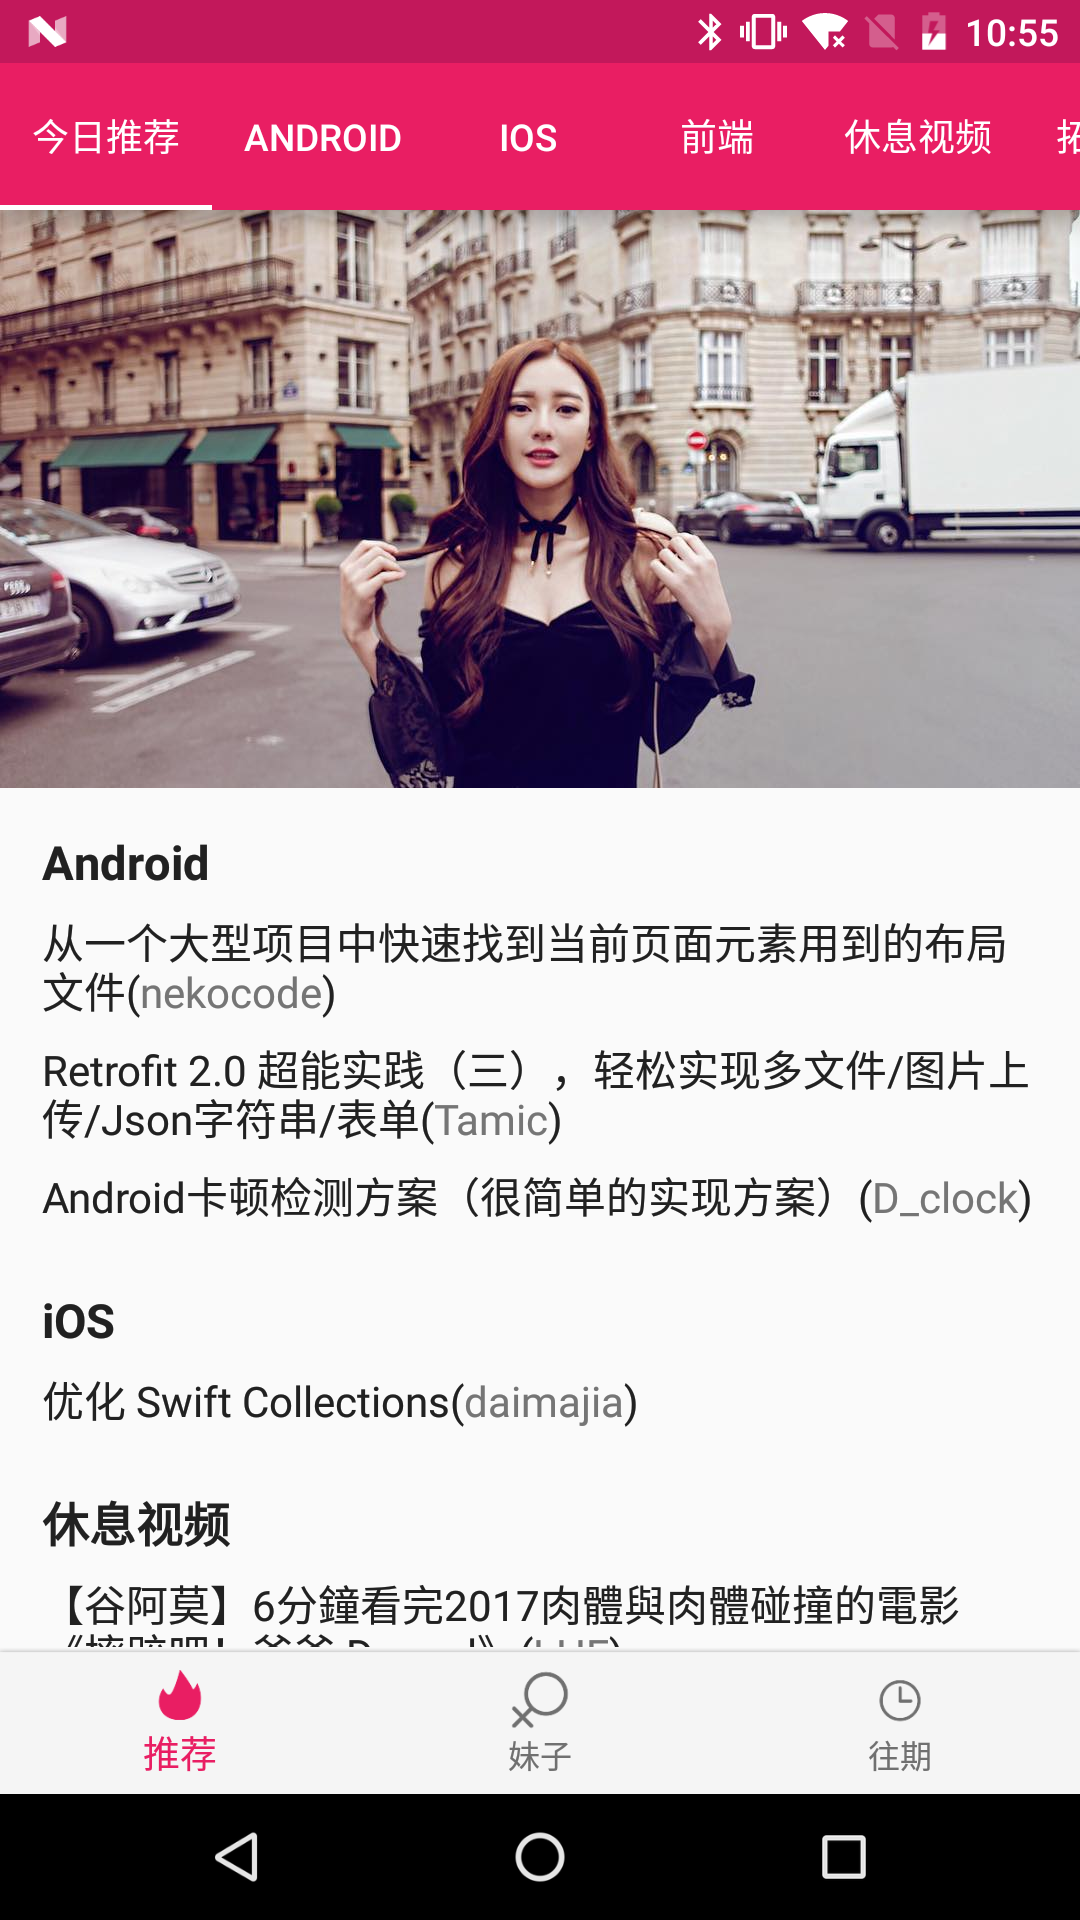 10:55
今日推荐 ANDROID IOS 前端 休息视频
Android
从一个大型项目中快速找到当前页面元素用到的布局
文件(nekocode)
Retrofit 2.0 超能实践（三），轻松实现多文件/图片上
传/Json字符串/表单(Tamic)
Android卡顿检测方案（很简单的实现方案）(D_clock)
iOS
优化 Swift Collections(daimajia)
休息视频
【谷阿莫】6分鐘看完2017肉體與肉體碰撞的電影
推荐 妹子 往期